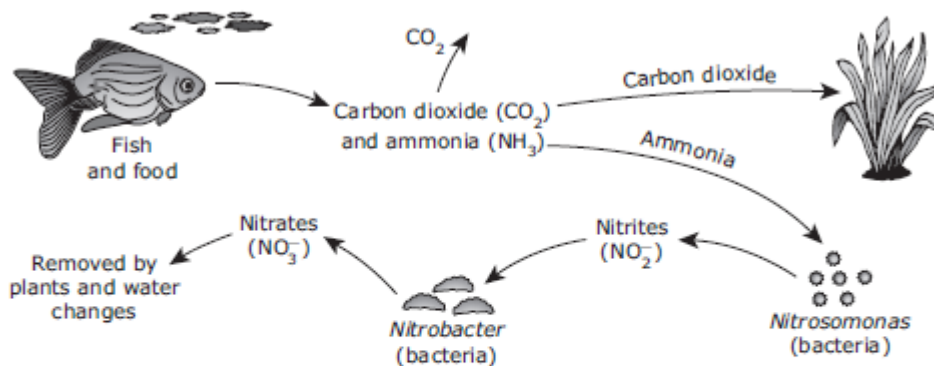 CO₂
Carbon dioxide
Carbon dioxide (CO₂)
and ammonia (NH₃)
Fish
and food
Ammonia
Nitrates
(NO₃⁻)
Nitrites
(NO₂⁻)
Removed by
plants and water
changes
Nitrobacter
(bacteria)
Nitrosomonas
(bacteria)